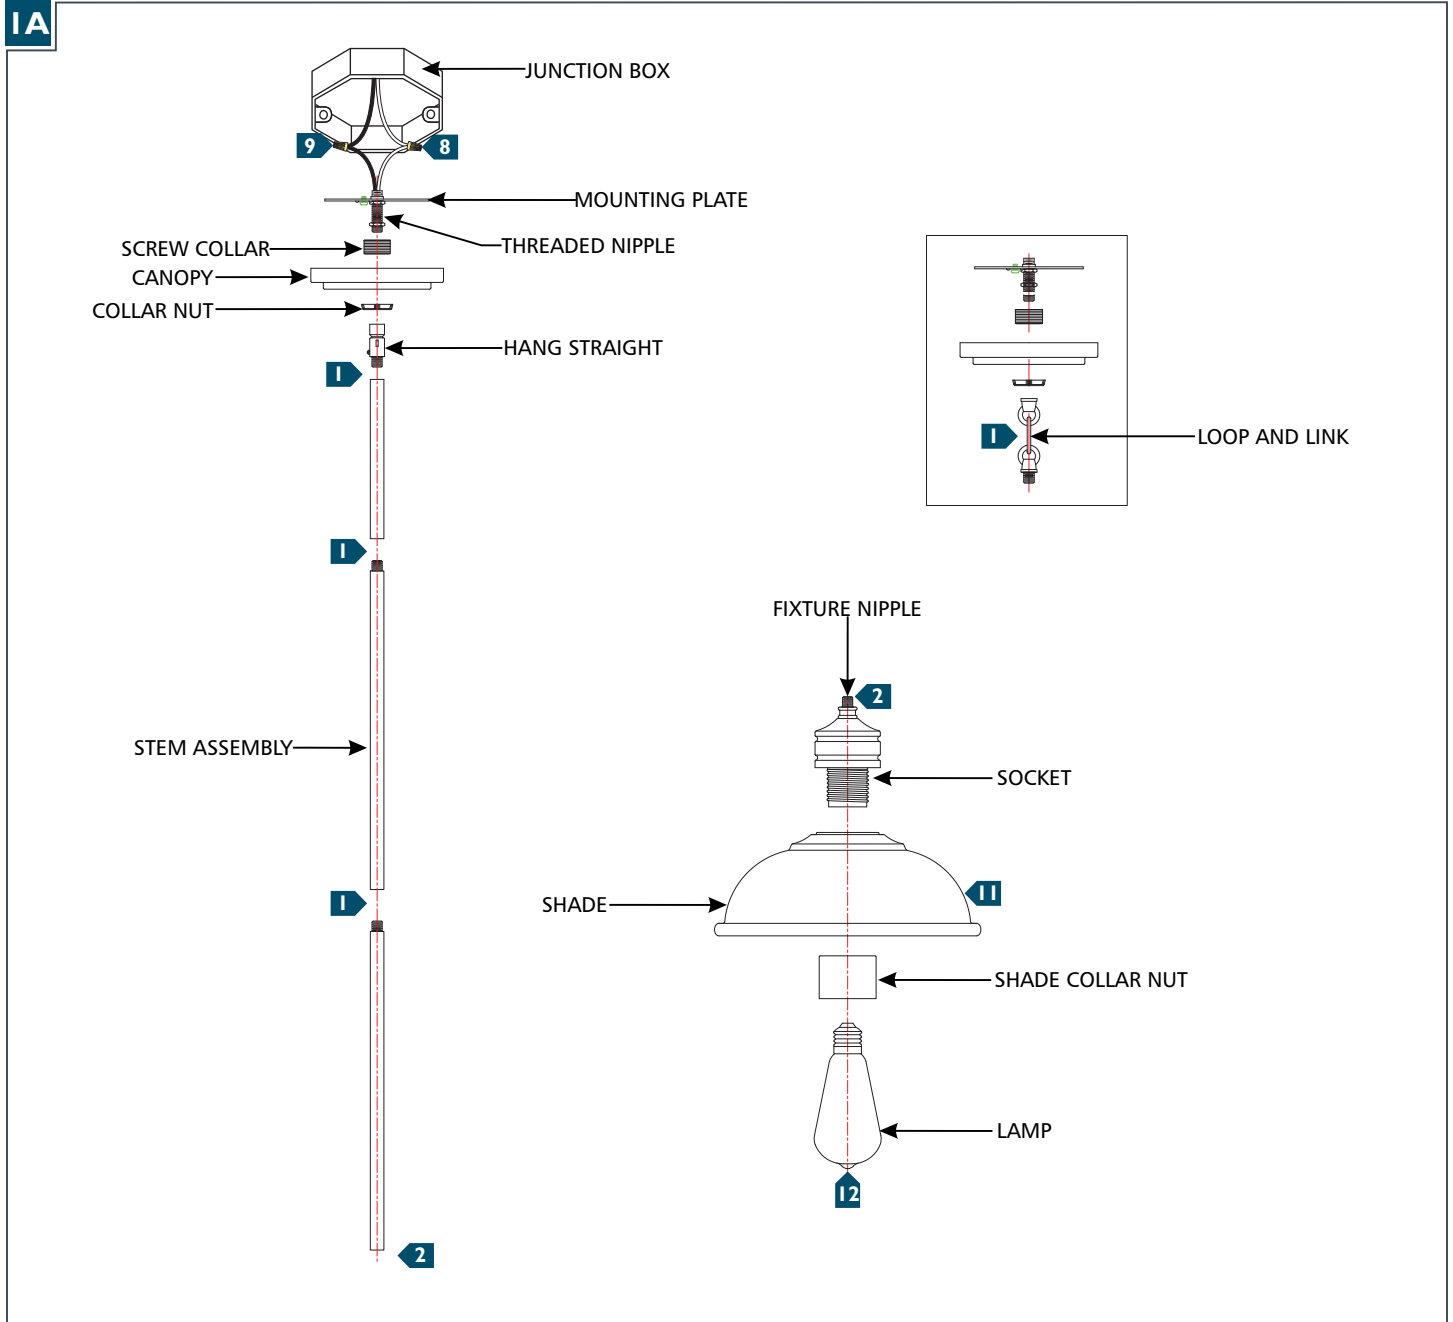 1A
JUNCTION BOX
9
8
MOUNTING PLATE
THREADED NIPPLE
SCREW COLLAR
CANOPY
COLLAR NUT
HANG STRAIGHT
1
1
LOOP AND LINK
1
FIXTURE NIPPLE
2
STEM ASSEMBLY
SOCKET
1
SHADE
11
SHADE COLLAR NUT
LAMP
12
2